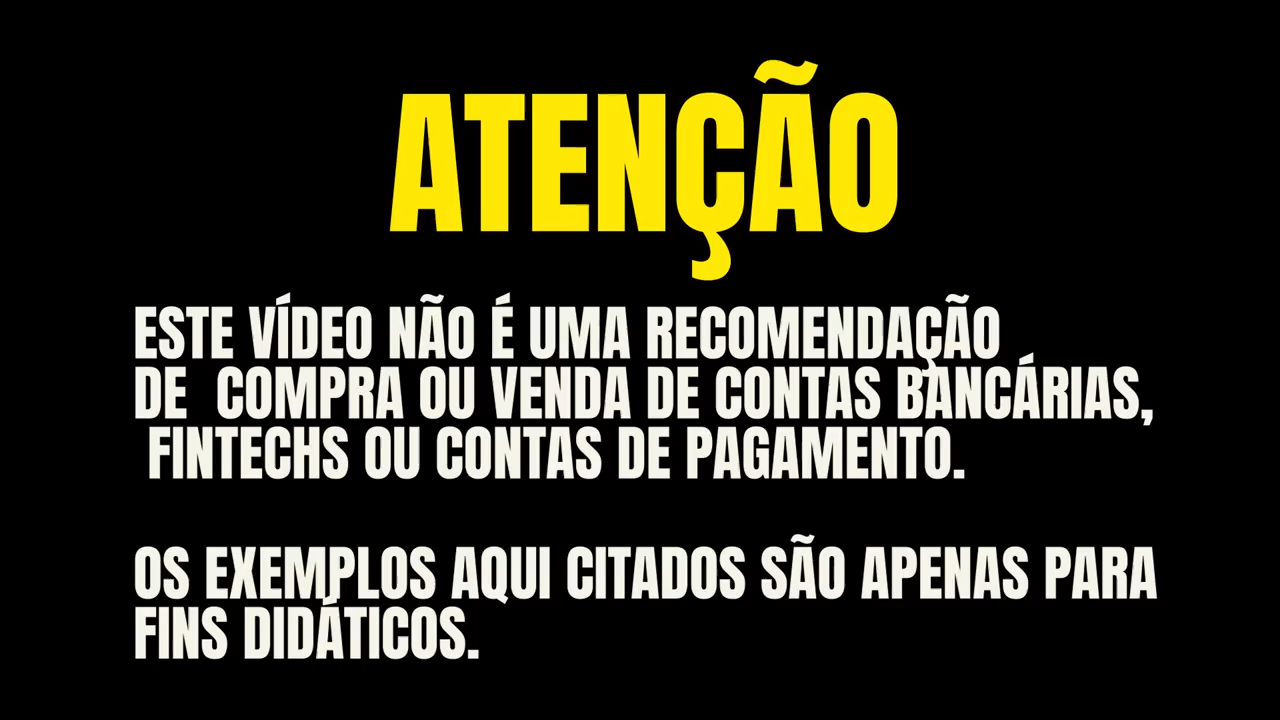 ATENÇÃO
ESTE VÍDEO NÃO É UMA RECOMENDAÇÃO
DE COMPRA OU VENDA DE CONTAS BANCÁRIAS,
FINTECHS OU CONTAS DE PAGAMENTO.
OS EXEMPLOS AQUI CITADOS SÃO APENAS PARA
FINS DIDÁTICOS.